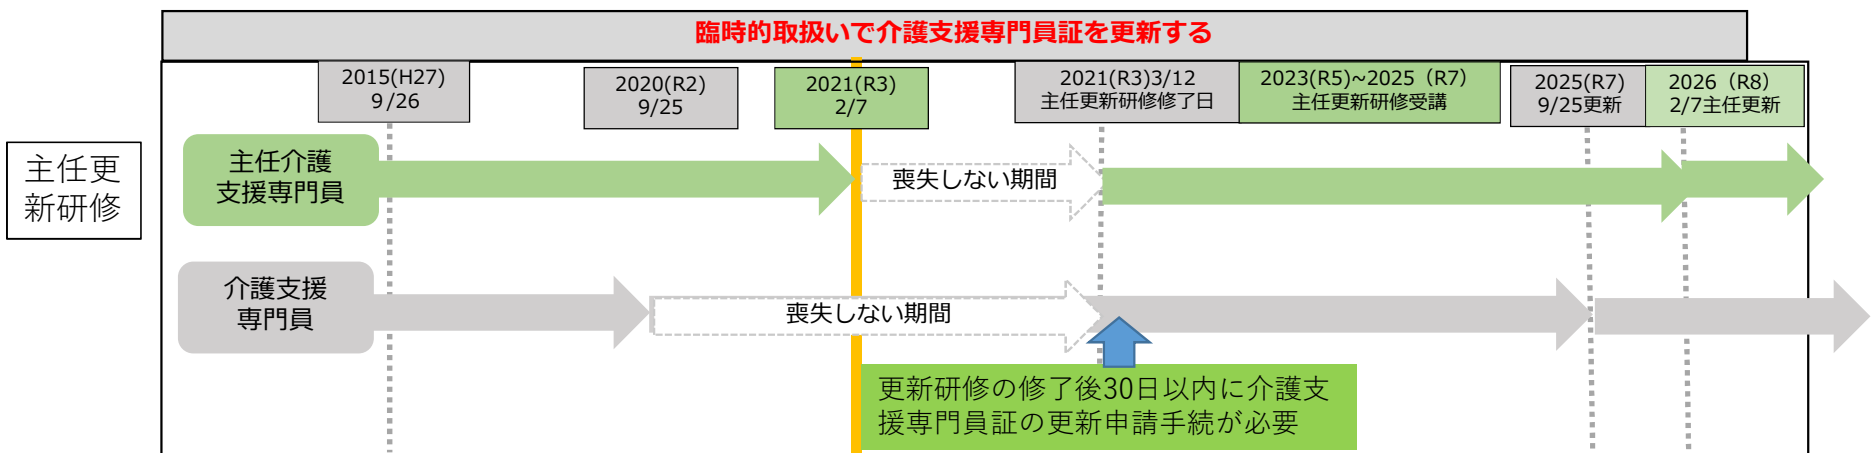 臨時的取扱いで介護支援専門員証を更新する
2015(H27)
9/26
2020(R2)
9/25
2021(R3)
2/7
2021(R3)3/12
主任更新研修修了日
2023(R5)~2025（R7）
主任更新研修受講
2025(R7)
9/25更新
2026（R8）
2/7主任更新
主任更
新研修
主任介護
支援専門員
喪失しない期間
介護支援
専門員
喪失しない期間
更新研修の修了後30日以内に介護支
援専門員証の更新申請手続が必要